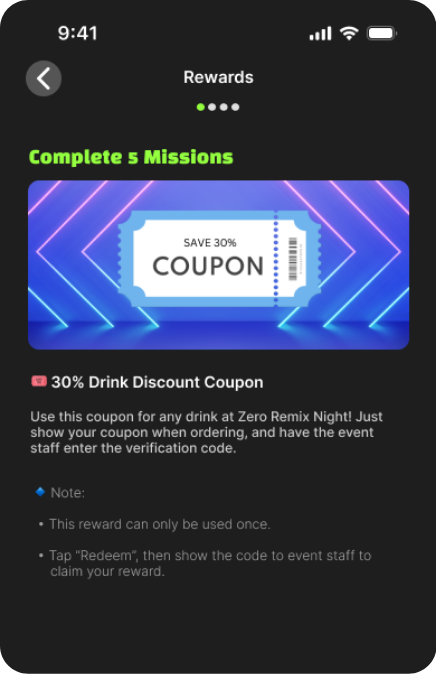 9:41
Rewards
Complete 5 Missions
SAVE 30%
COUPON
30% Drink Discount Coupon
Use this coupon for any drink at Zero Remix Night! Just
show your coupon when ordering, and have the event
staff enter the verification code.
Note:
• This reward can only be used once.
• Tap “Redeem”, then show the code to event staff to
claim your reward.